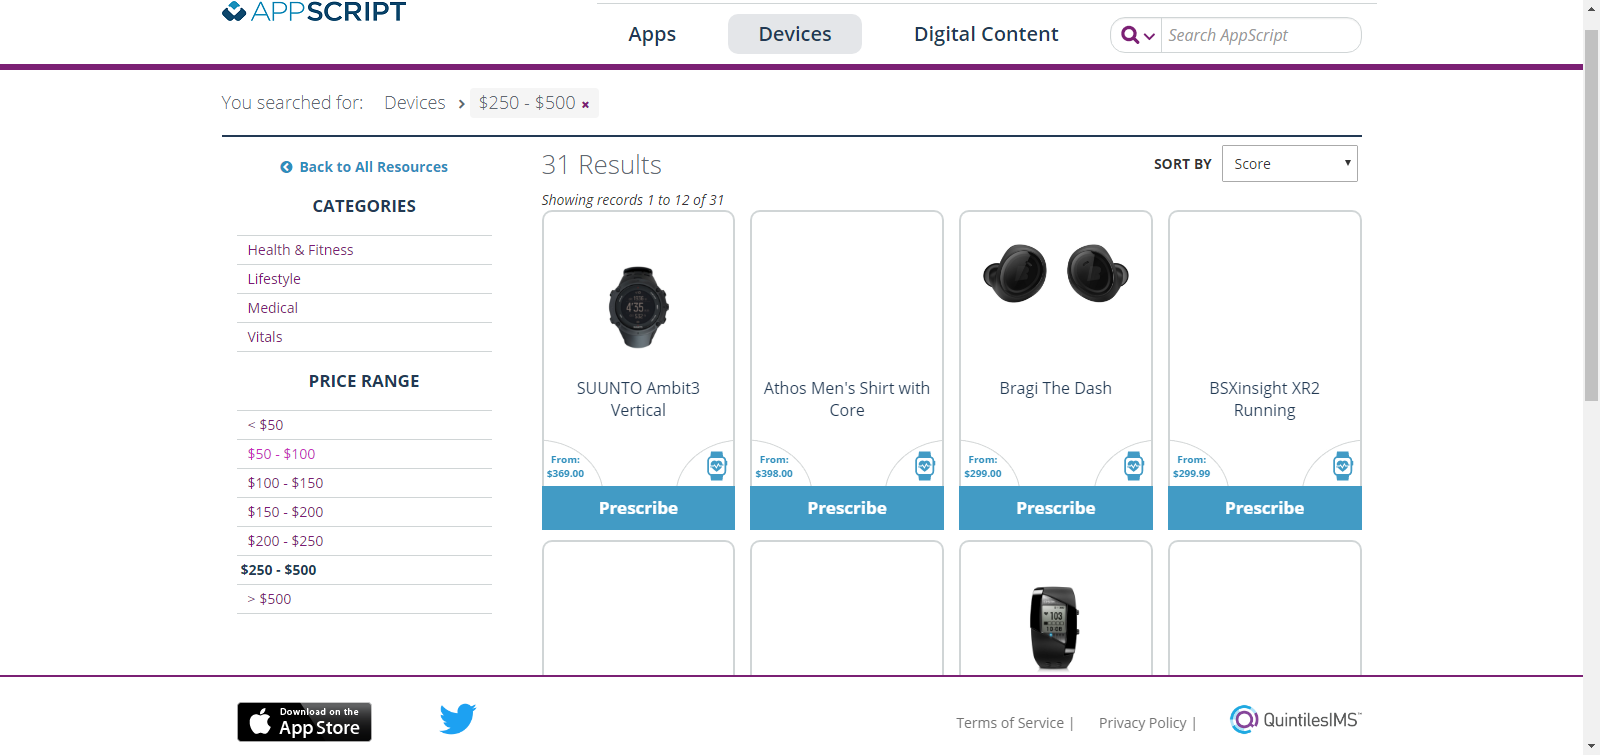 APPSCRIPT
Apps
Devices
Digital Content
Search AppScript
You searched for:
Devices
$250 - $500 ×
Back to All Resources
CATEGORIES
Health & Fitness
Lifestyle
Medical
Vitals
PRICE RANGE
< $50
$50 - $100
$100 - $150
$150 - $200
$200 - $250
$250 - $500
> $500
31 Results
SORT BY
Score
Showing records 1 to 12 of 31
4'35
SUUNTO Ambit3
Vertical
From:
$369.00
Prescribe
Athos Men's Shirt with
Core
From:
$398.00
Prescribe
Bragi The Dash
From:
$299.00
Prescribe
BSXinsight XR2
Running
From:
$299.99
Prescribe
103
Download on the
App Store
Terms of Service |
Privacy Policy |
QuintilesIMS™